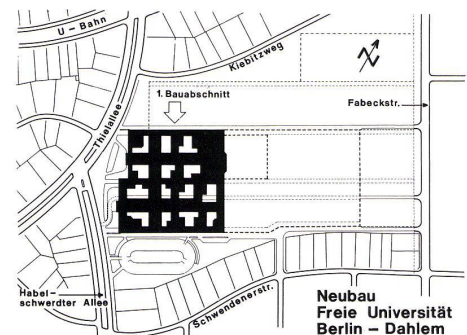 U - Bahn
Kiebitzweg
1. Bauabschnitt
Fabeckstr.
Thielallee
Habel-
schwerdter Allee
Schwendenerstr.
Neubau
Freie Universität
Berlin - Dahlem